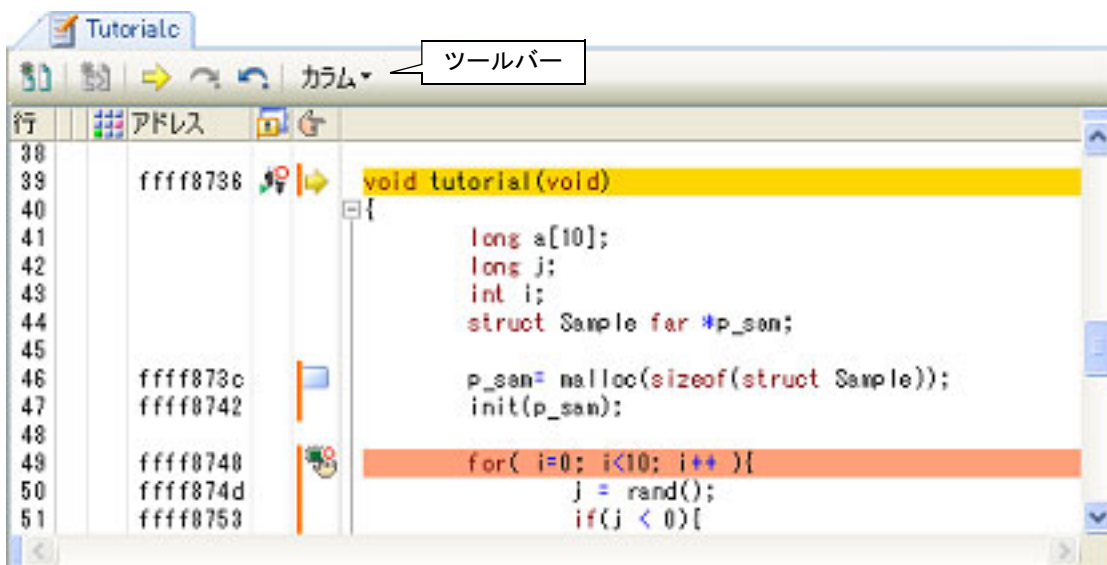 Tutorial.c
カラム
ツールバー
行 アドレス
38
39 ffff8736 void tutorial(void)
40 {
41 long a[10];
42 long j;
43 int i;
44 struct Sample far *p_sam;
45
46 ffff873c p_sam= malloc(sizeof(struct Sample));
47 ffff8742 init(p_sam);
48
49 ffff8748 for( i=0; i<10; i++ ){
50 ffff874d j = rand();
51 ffff8753 if(j < 0){